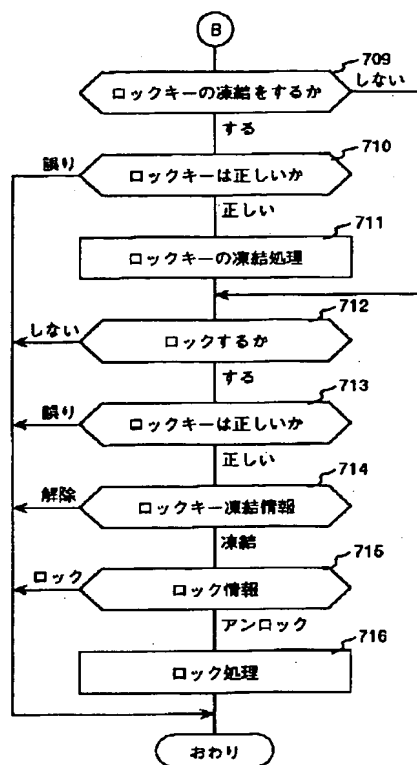 B
709
ロックキーの凍結をするか
しない
する
710
誤り
ロックキーは正しいか
正しい
711
ロックキーの凍結処理
712
しない
ロックするか
する
713
誤り
ロックキーは正しいか
正しい
714
解除
ロックキー凍結情報
凍結
715
ロック
ロック情報
アンロック
716
ロック処理
おわり